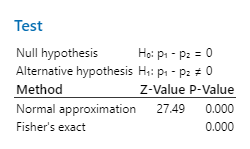 Test
Null hypothesis H₀: p₁ - p₂ = 0
Alternative hypothesis H₁: p₁ - p₂ ≠ 0
Method Z-Value P-Value
Normal approximation 27.49 0.000
Fisher's exact 0.000